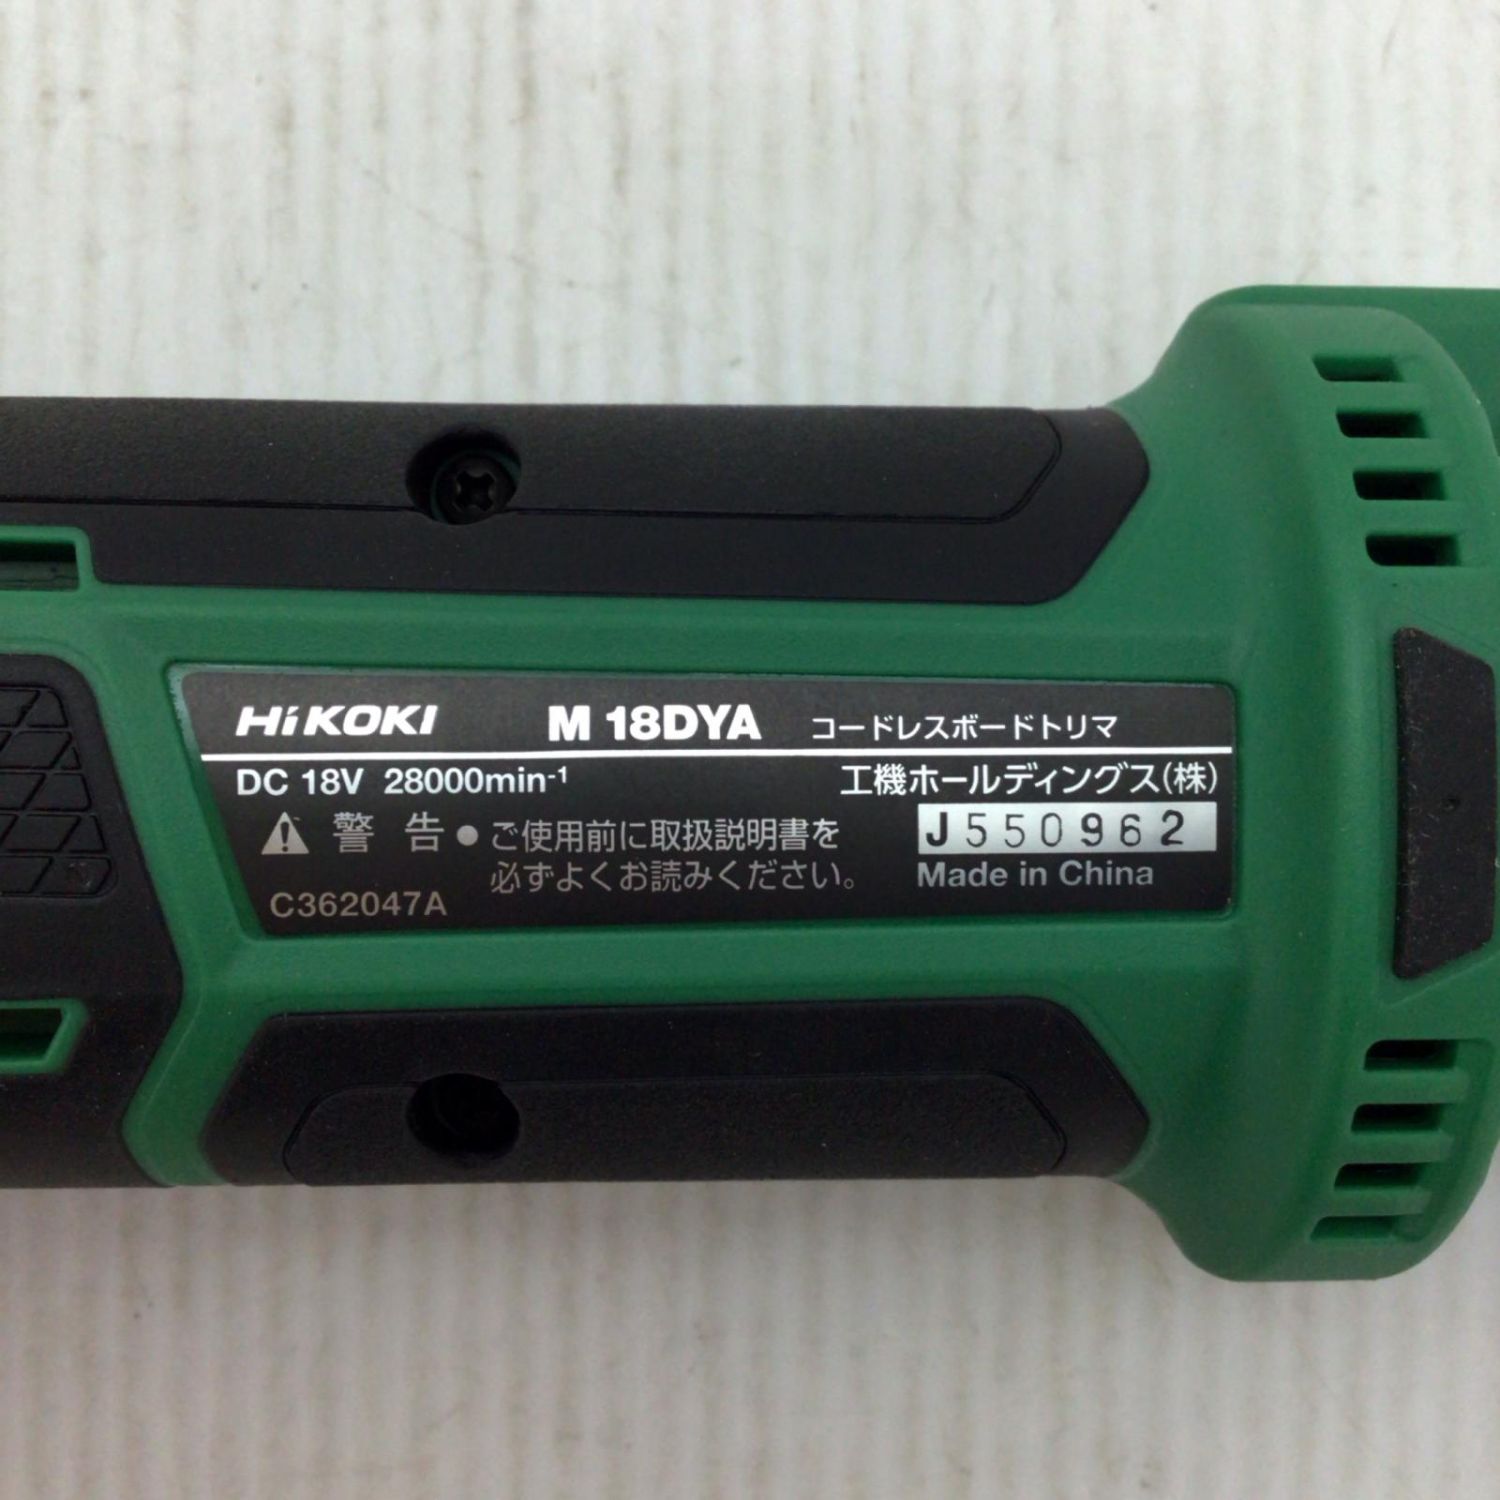 HiKOKI M 18DYA コードレスボードトリマ
DC 18V 28000min-1 工機ホールディングス(株)
警告 ●ご使用前に取扱説明書を
必ずよくお読みください。
J550962
Made in China
C362047A